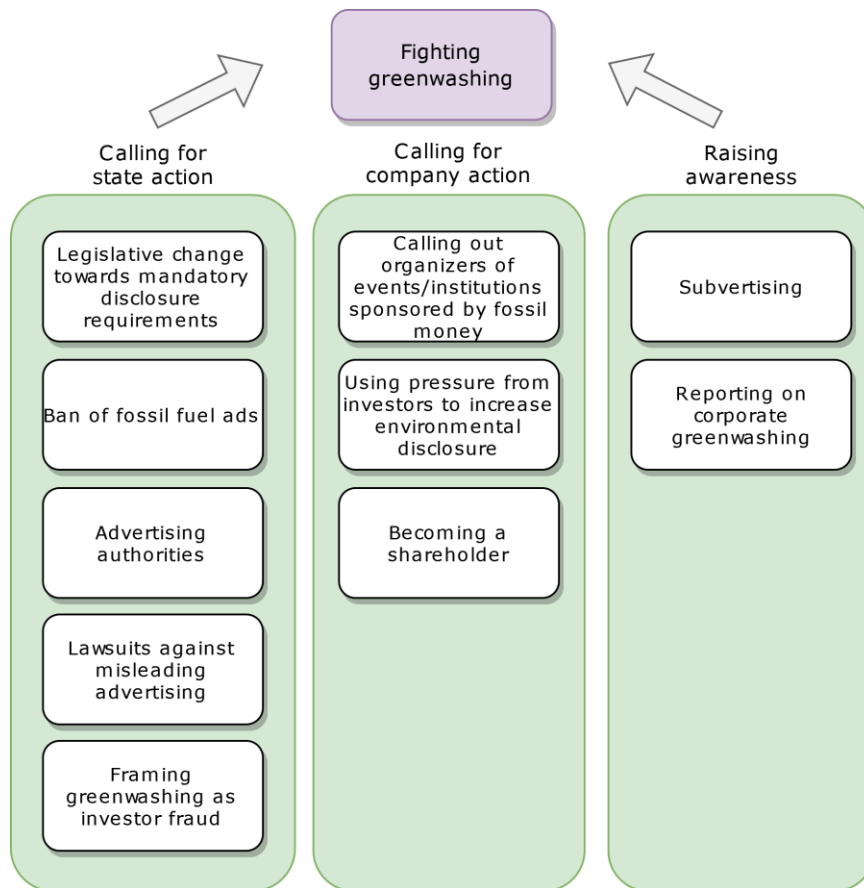 Fighting
greenwashing
Calling for
state action
Legislative change
towards mandatory
disclosure
requirements
Ban of fossil fuel ads
Advertising
authorities
Lawsuits against
misleading
advertising
Framing
greenwashing as
investor fraud
Calling for
company action
Calling out
organizers of
events/institutions
sponsored by fossil
money
Using pressure from
investors to increase
environmental
disclosure
Becoming a
shareholder
Raising
awareness
Subvertising
Reporting on
corporate
greenwashing